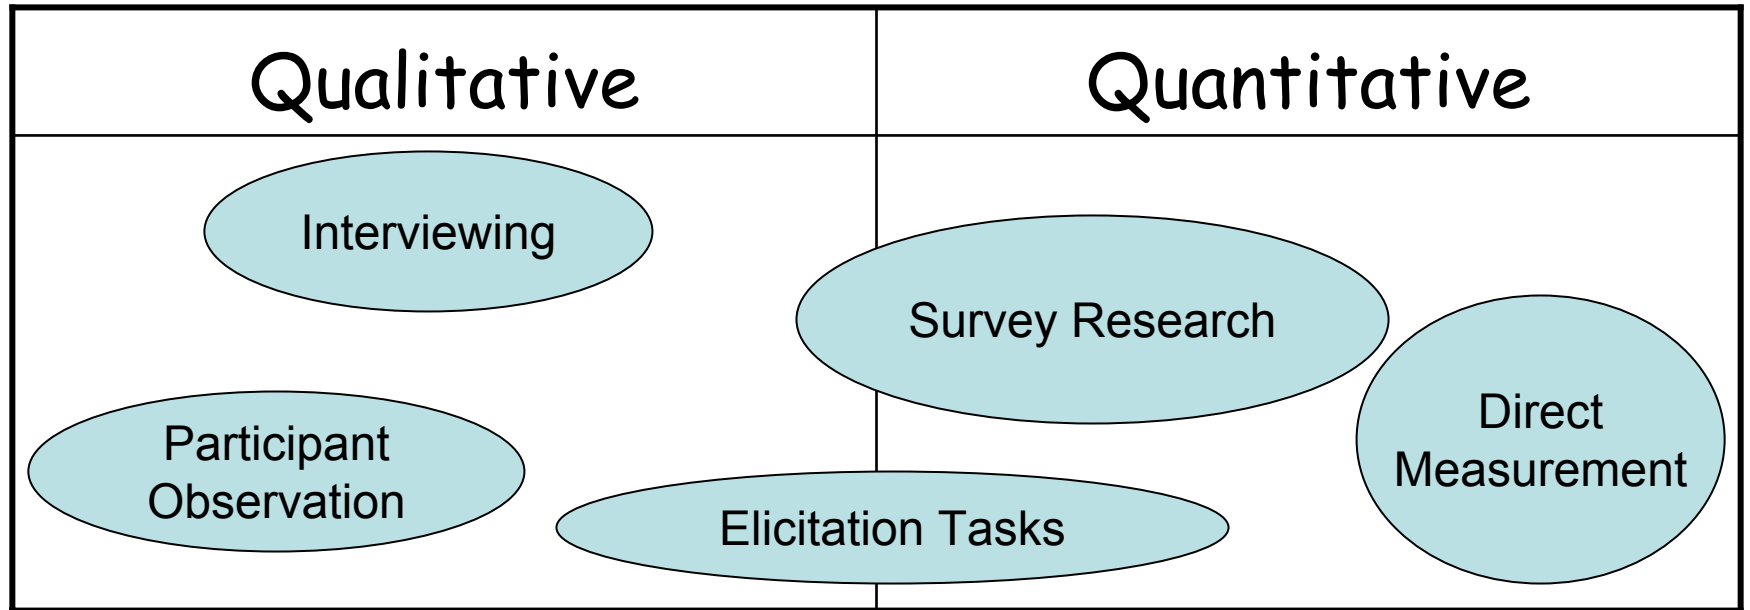 Qualitative
Quantitative
Interviewing
Survey Research
Direct
Measurement
Participant
Observation
Elicitation Tasks